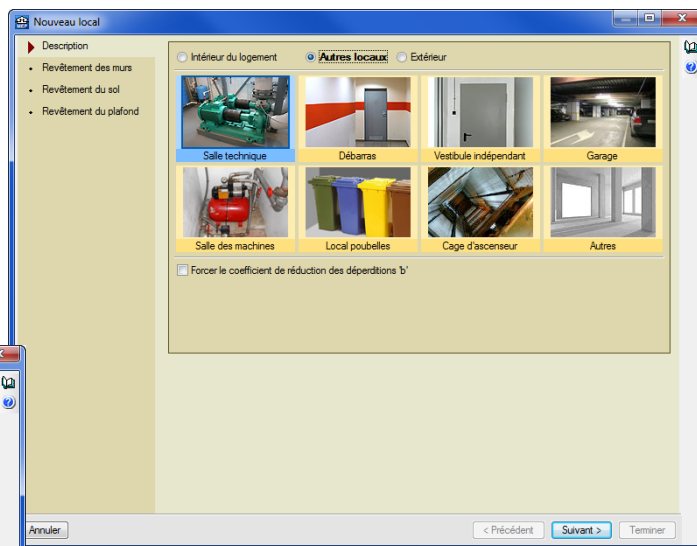 Nouveau local
Description
Revêtement des murs
Revêtement du sol
Revêtement du plafond
Intérieur du logement Autres locaux Extérieur
Salle technique Débarras Vestibule indépendant Garage
Salle des machines Local poubelles Cage d'ascenseur Autres
Forcer le coefficient de réduction des déperditions 'b'
Annuler < Précédent Suivant > Terminer